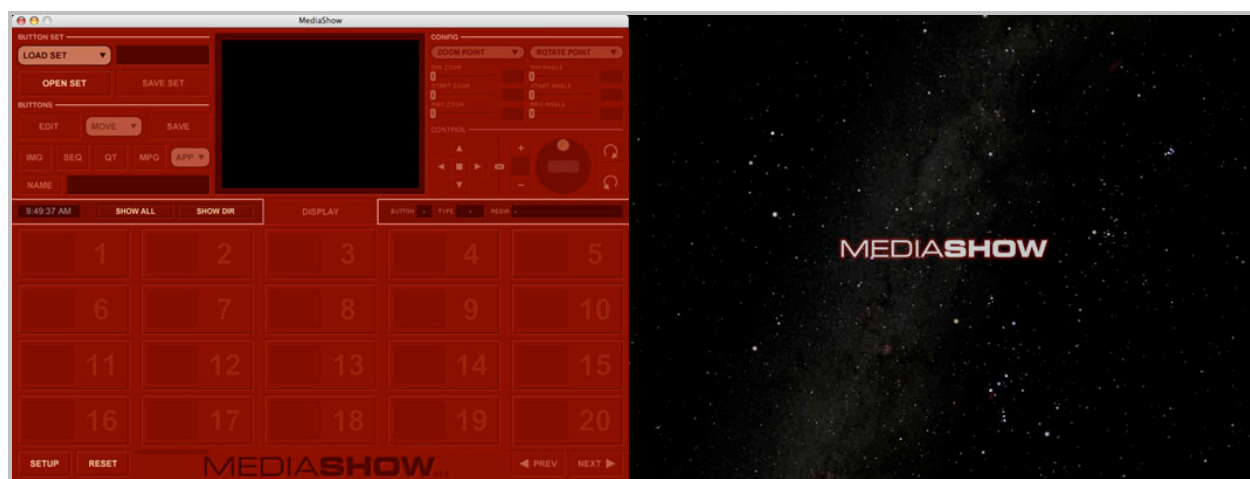 MediaShow
BUTTON SET
LOAD SET
OPEN SET SAVE SET
BUTTONS
EDIT MOVE SAVE
IMG SEQ QT MPG APP
NAME
CONFIG
ZOOM POINT ROTATE POINT
MIN ZOOM MIN ANGLE
START ZOOM START ANGLE
MAX ZOOM MAX ANGLE
CONTROL
+
−
9:49:37 AM SHOW ALL SHOW DIR DISPLAY BUTTON - TYPE - MEDIA -
1 2 3 4 5
6 7 8 9 10
11 12 13 14 15
16 17 18 19 20
SETUP RESET MEDIASHOW PREV NEXT
MEDIASHOW